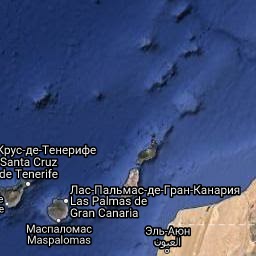 Крус-де-Тенерифе
Santa Cruz
de Tenerife
Лас-Пальмас-де-Гран-Канария
Las Palmas de
Gran Canaria
Маспаломас
Maspalomas
Эль-Аюн
العيون